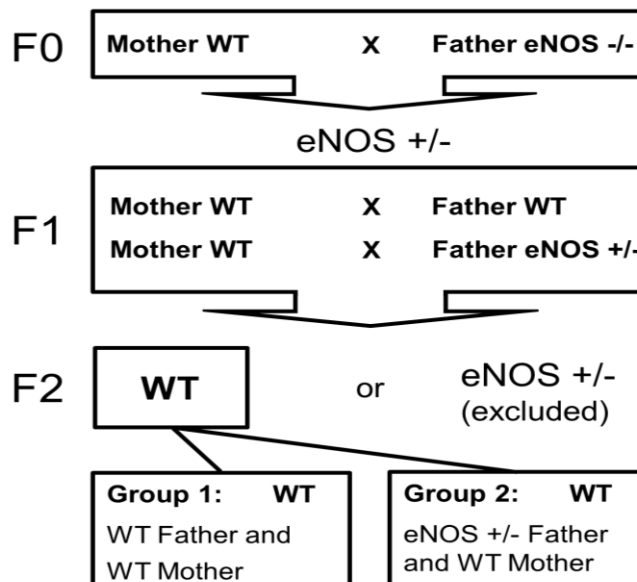 F0 Mother WT X Father eNOS -/-
eNOS +/-
F1
Mother WT X Father WT
Mother WT X Father eNOS +/-
F2 WT or eNOS +/-
(excluded)
Group 1: WT
WT Father and
WT Mother
Group 2: WT
eNOS +/- Father
and WT Mother